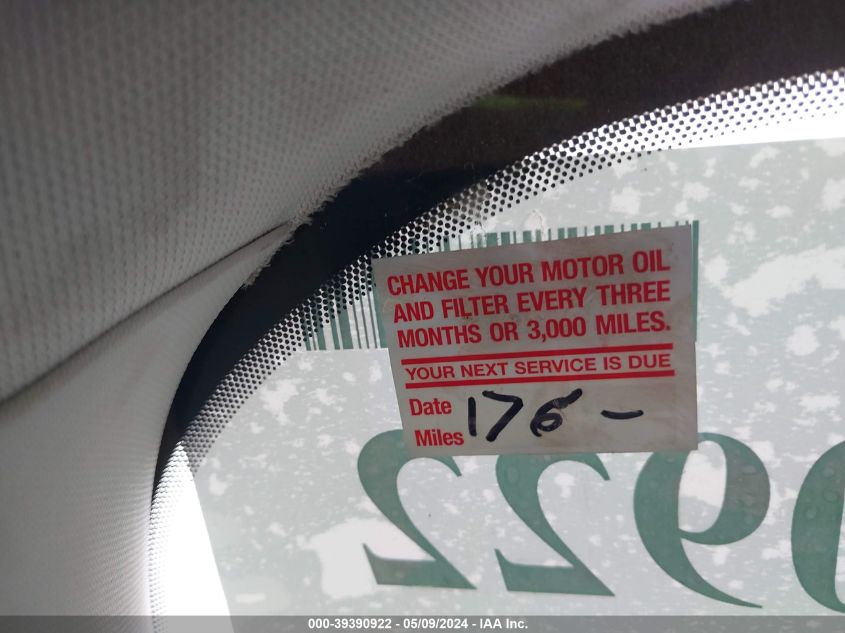 CHANGE YOUR MOTOR OIL
AND FILTER EVERY THREE
MONTHS OR 3,000 MILES.
YOUR NEXT SERVICE IS DUE
Date 176 -
Miles
0922
000-39390922 - 05/09/2024 - IAA Inc.